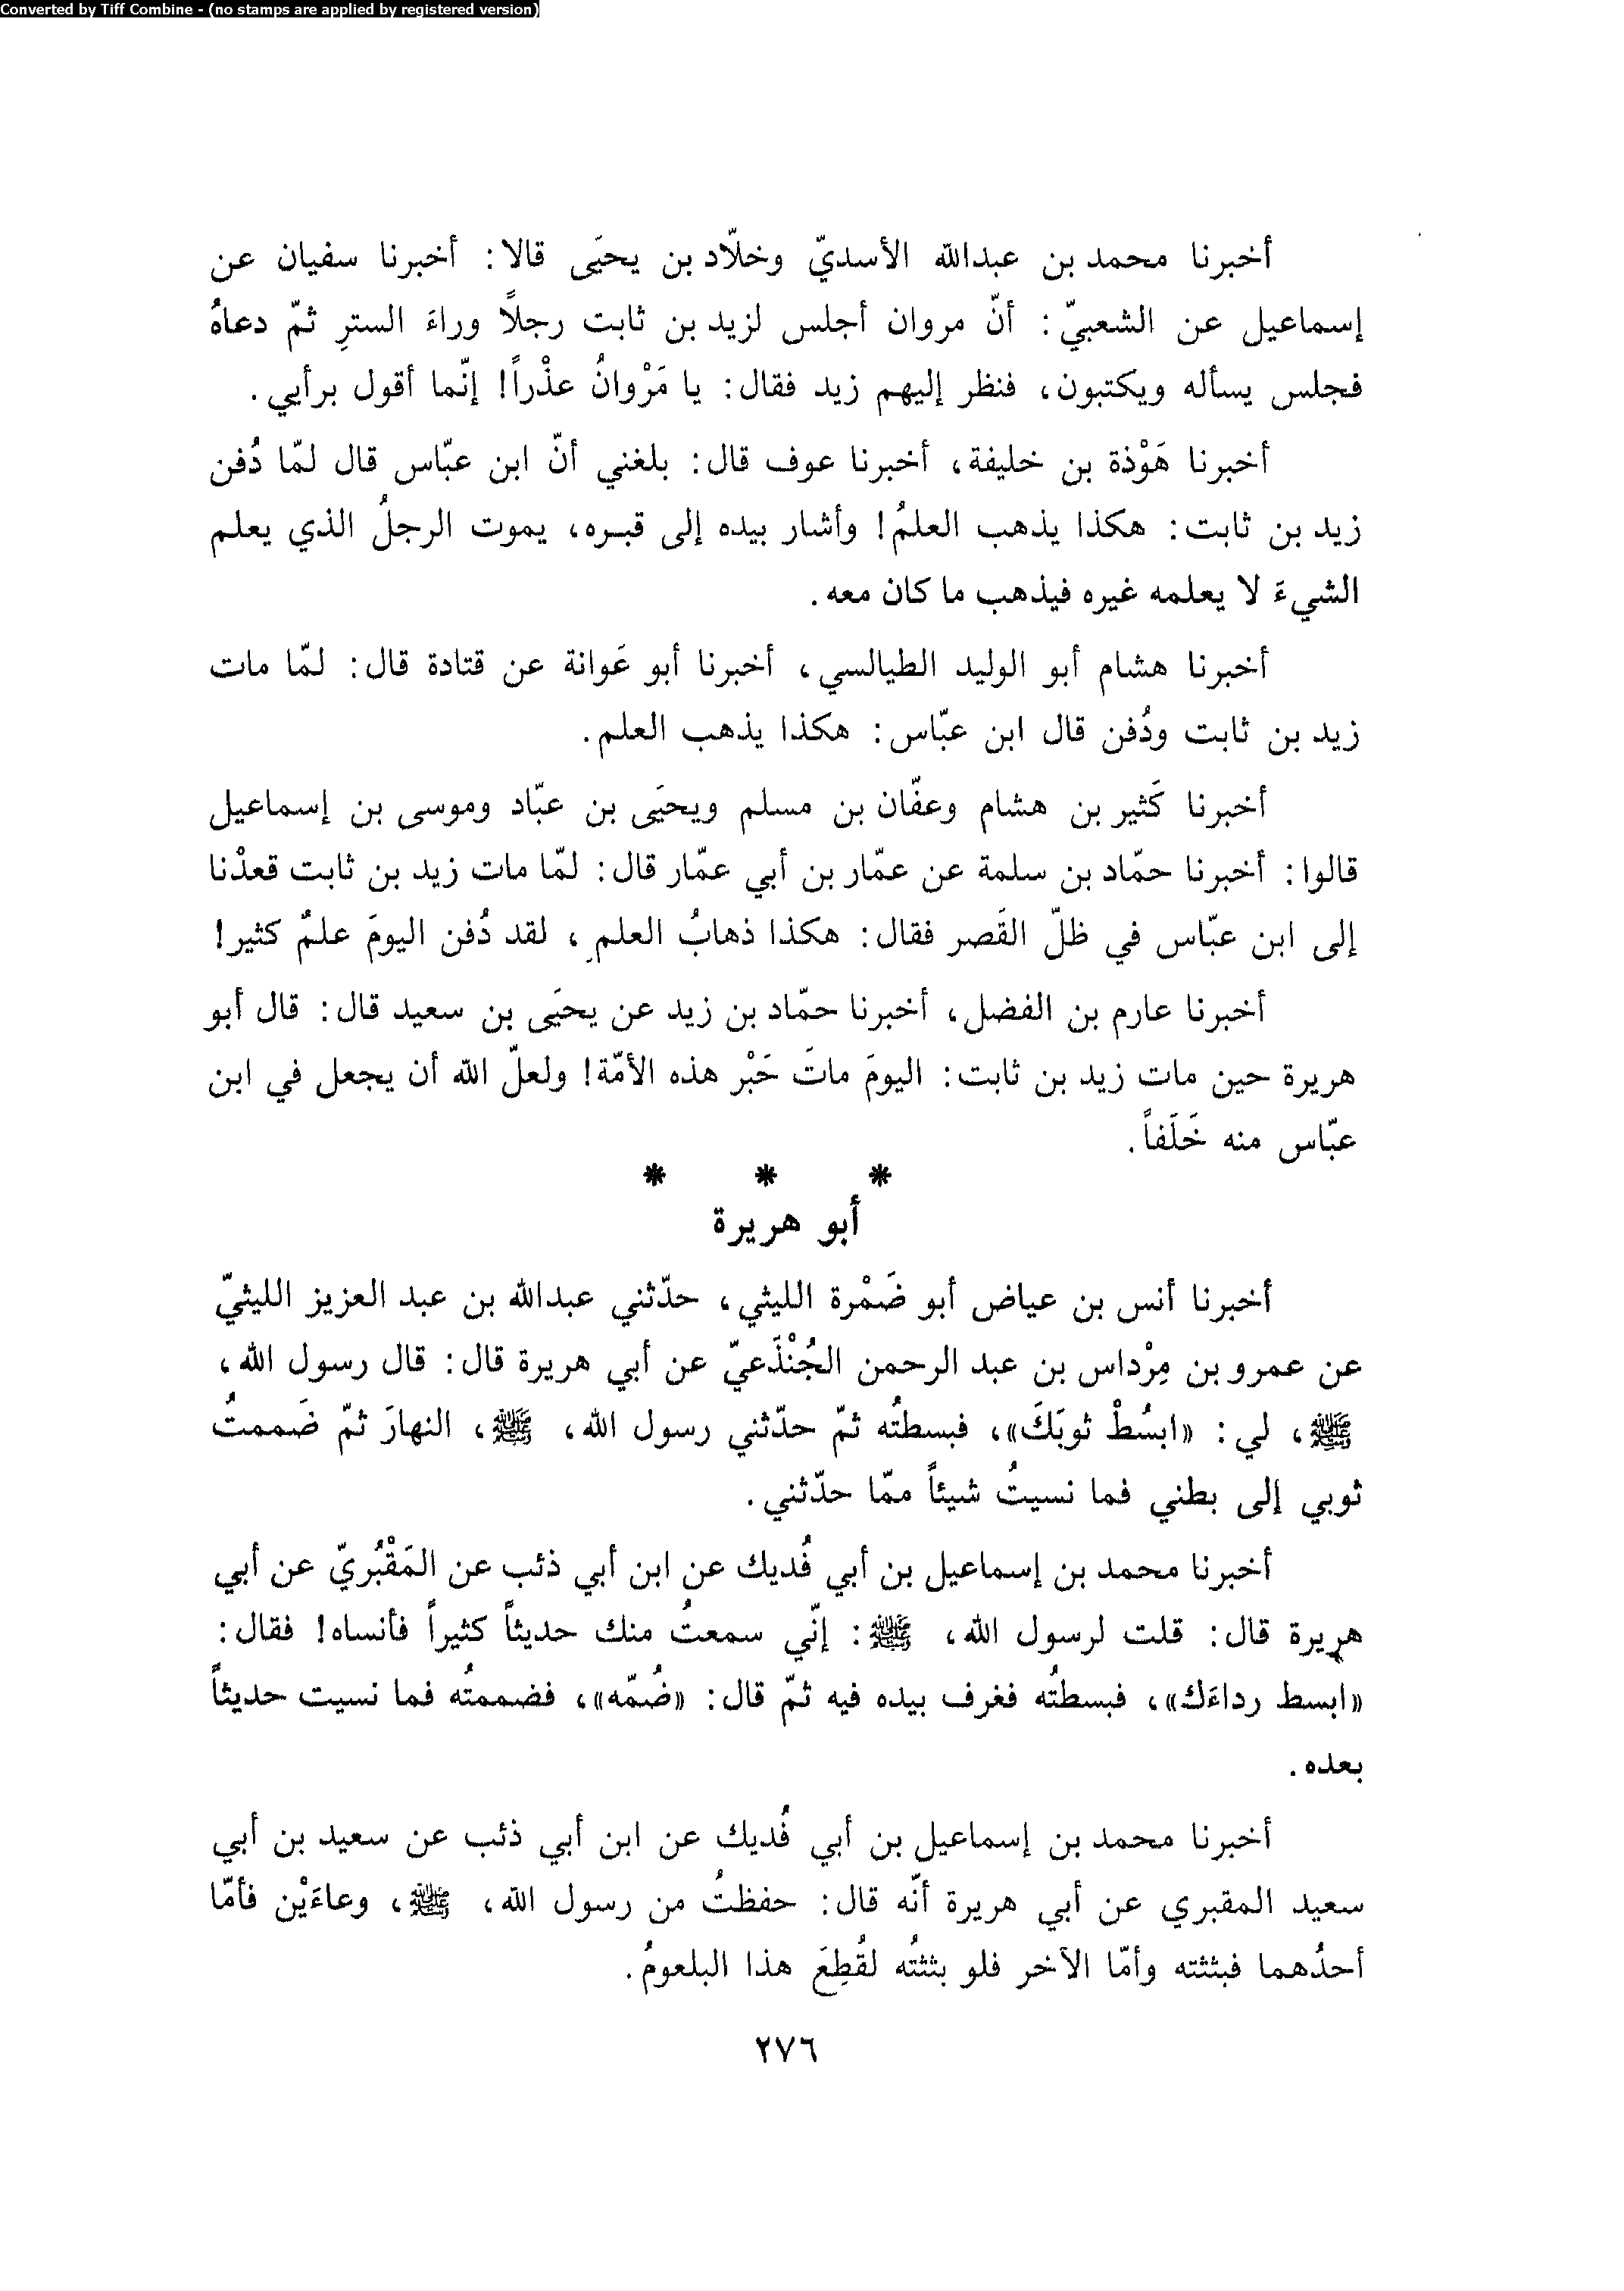 Converted by Tiff Combine - (no stamps are applied by registered version)
أخبرنا محمد بن عبدالله الأسديّ وخلّاد بن يحيَى قالا: أخبرنا سفيان عن
إسماعيل عن الشعبيّ: أنّ مروان أجلس لزيد بن ثابت رجلًا وراءَ السترِ ثمّ دعاهُ
فجلس يسأله ويكتبون، فنظر إليهم زيد فقال: يا مَرْوانُ عذْراً! إنّما أقول برأيي.
أخبرنا هَوْذة بن خليفة، أخبرنا عوف قال: بلغني أنّ ابن عبّاس قال لمّا دُفن
زيد بن ثابت: هكذا يذهب العلمُ! وأشار بيده إلى قبـره، يموت الرجلُ الذي يعلم
الشيءَ لا يعلمه غيره فيذهب ما كان معه.
أخبرنا هشام أبو الوليد الطيالسي، أخبرنا أبو عَوانة عن قتادة قال: لمّا مات
زيد بن ثابت ودُفن قال ابن عبّاس: هكذا يذهب العلم.
أخبرنا كَثير بن هشام وعفّان بن مسلم ويحيَى بن عبّاد وموسى بن إسماعيل
قالوا: أخبرنا حمّاد بن سلمة عن عمّار بن أبي عمّار قال: لمّا مات زيد بن ثابت قعدْنا
إلى ابن عبّاس في ظلّ القَصر فقال: هكذا ذهابُ العلمِ، لقد دُفن اليومَ علمٌ كثير!
أخبرنا عارم بن الفضل، أخبرنا حمّاد بن زيد عن يحيَى بن سعيد قال: قال أبو
هريرة حين مات زيد بن ثابت: اليومَ ماتَ حَبْر هذه الأمّة! ولعلّ الله أن يجعل في ابن
عبّاس منه خَلَفاً.
* * *
أبو هريرة
أخبرنا أنس بن عياض أبو ضَمْرة الليثي، حدّثني عبدالله بن عبد العزيز الليثيّ
عن عمرو بن مِرْداس بن عبد الرحمن الجُنْدَعيّ عن أبي هريرة قال: قال رسول الله،
ﷺ، لي: «ابسُطْ ثوبَكَ»، فبسطتُه ثمّ حدّثني رسول الله، ﷺ، النهارَ ثمّ ضَممتُ
ثوبي إلى بطني فما نسيتُ شيئاً ممّا حدّثني.
أخبرنا محمد بن إسماعيل بن أبي فُديك عن ابن أبي ذئب عن المَقْبُريّ عن أبي
هريرة قال: قلت لرسول الله، ﷺ: إنّي سمعتُ منك حديثاً كثيراً فأنساه! فقال:
«ابسط رداءَك»، فبسطتُه فغرف بيده فيه ثمّ قال: «ضُمّه»، فضممتُه فما نسيت حديثاً
بعده.
أخبرنا محمد بن إسماعيل بن أبي فُديك عن ابن أبي ذئب عن سعيد بن أبي
سعيد المقبري عن أبي هريرة أنّه قال: حفظتُ من رسول الله، ﷺ، وعاءَيْن فأمّا
أحدُهما فبثثته وأمّا الآخر فلو بثثتُه لقُطِعَ هذا البلعومُ.
٢٧٦